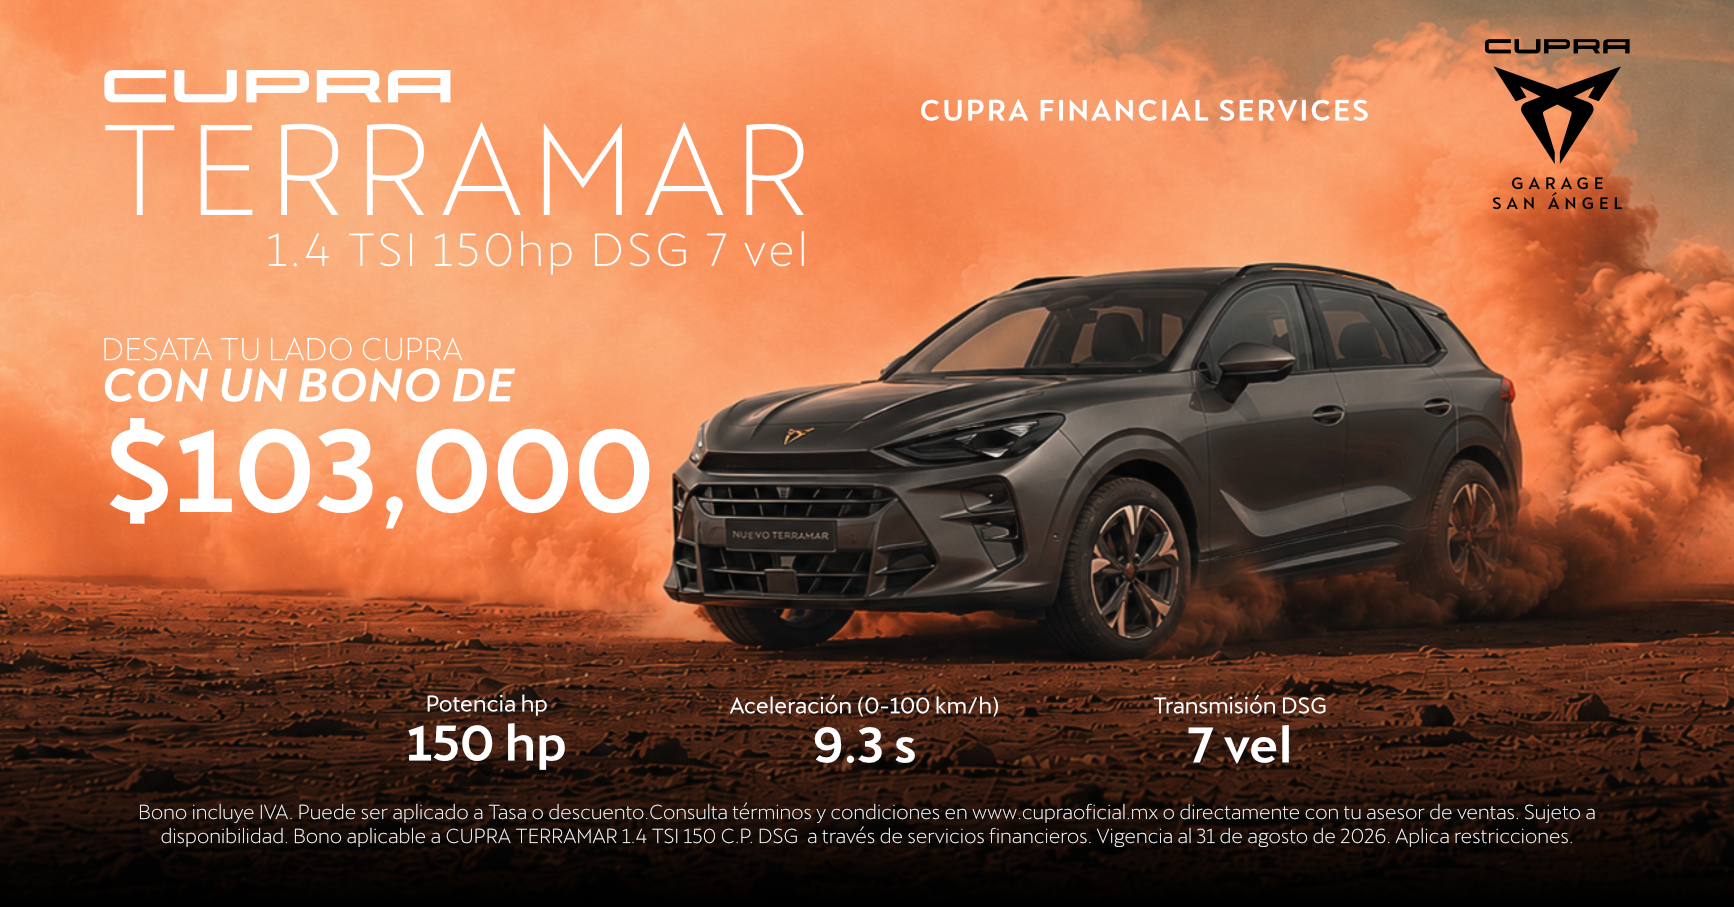 CUPRA
TERRAMAR
1.4 TSI 150hp DSG 7 vel
CUPRA FINANCIAL SERVICES
CUPRA
GARAGE
SAN ÁNGEL
DESATA TU LADO CUPRA
CON UN BONO DE
$103,000
NUEVO TERRAMAR
Potencia hp
150 hp
Aceleración (0-100 km/h)
9.3 s
Transmisión DSG
7 vel
Bono incluye IVA. Puede ser aplicado a Tasa o descuento.Consulta términos y condiciones en www.cupraoficial.mx o directamente con tu asesor de ventas. Sujeto a
disponibilidad. Bono aplicable a CUPRA TERRAMAR 1.4 TSI 150 C.P. DSG  a través de servicios financieros. Vigencia al 31 de agosto de 2026. Aplica restricciones.